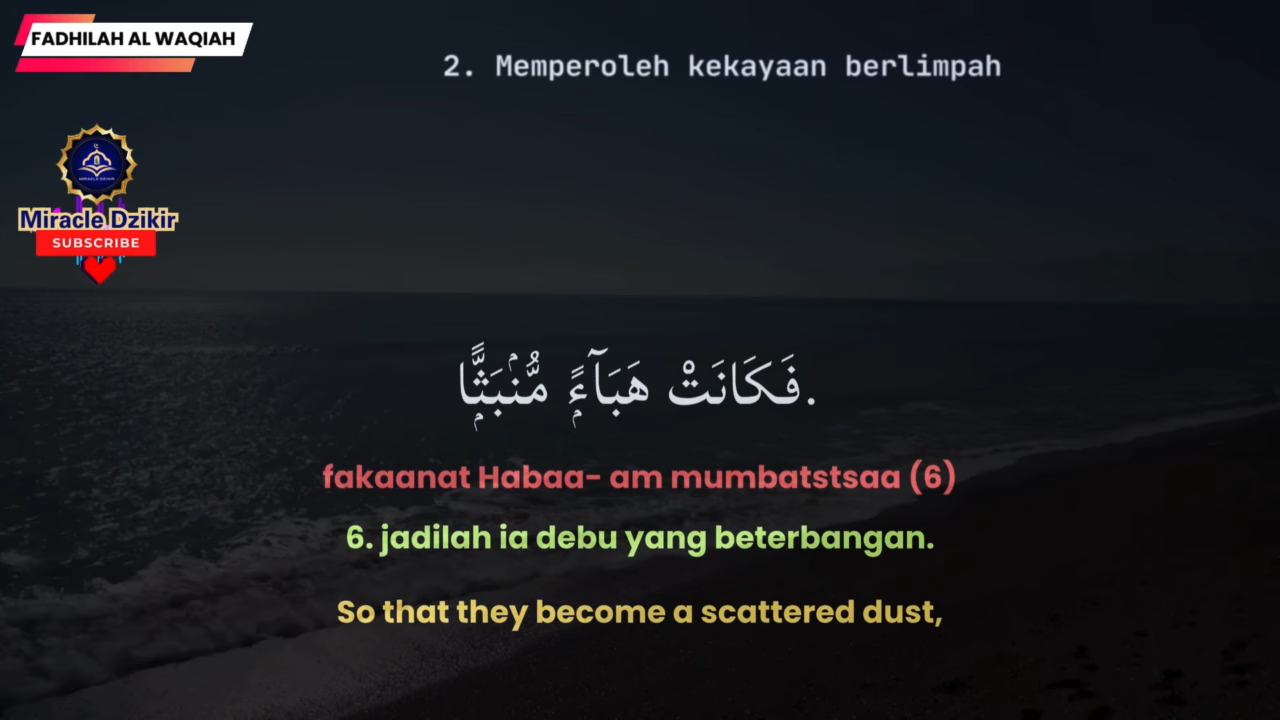 FADHILAH AL WAQIAH
2. Memperoleh kekayaan berlimpah
Miracle Dzikir
SUBSCRIBE
فَكَانَتْ هَبَآءًۭ مُّنۢبَثًّۭا.
fakaanat Habaa- am mumbatstsaa (6)
6. jadilah ia debu yang beterbangan.
So that they become a scattered dust,